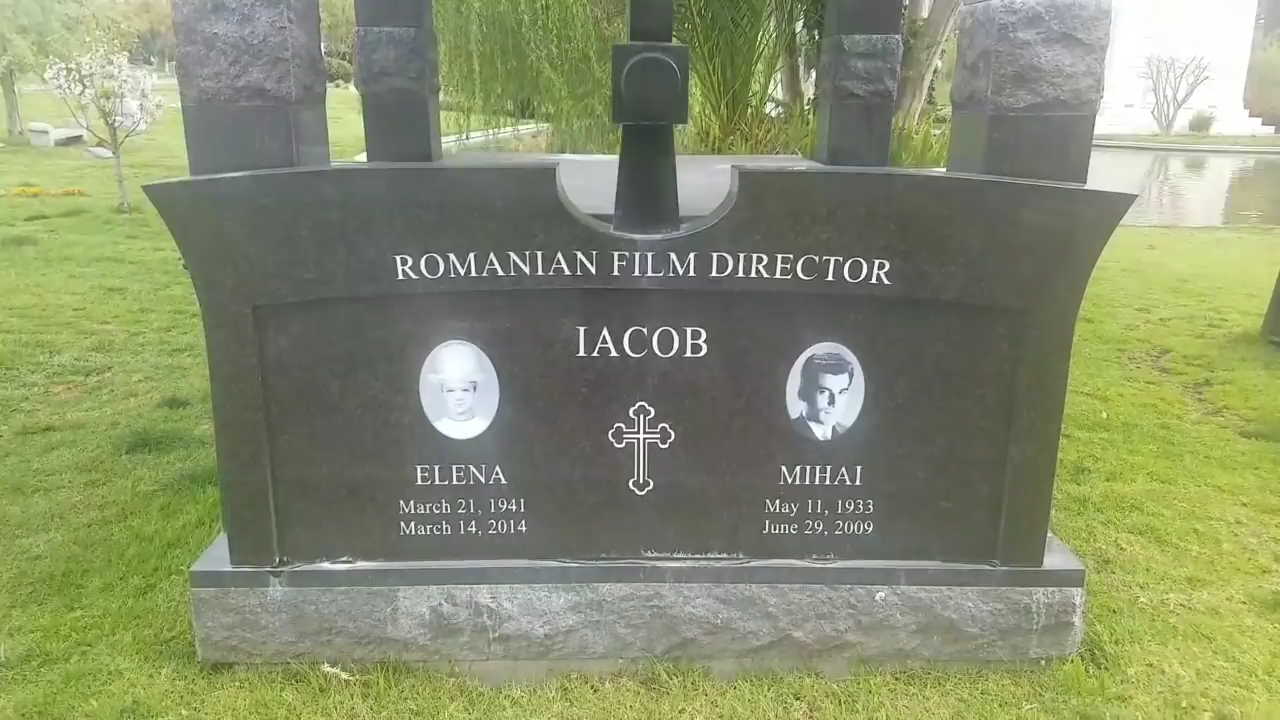 ROMANIAN FILM DIRECTOR
IACOB
ELENA
March 21, 1941
March 14, 2014
MIHAI
May 11, 1933
June 29, 2009